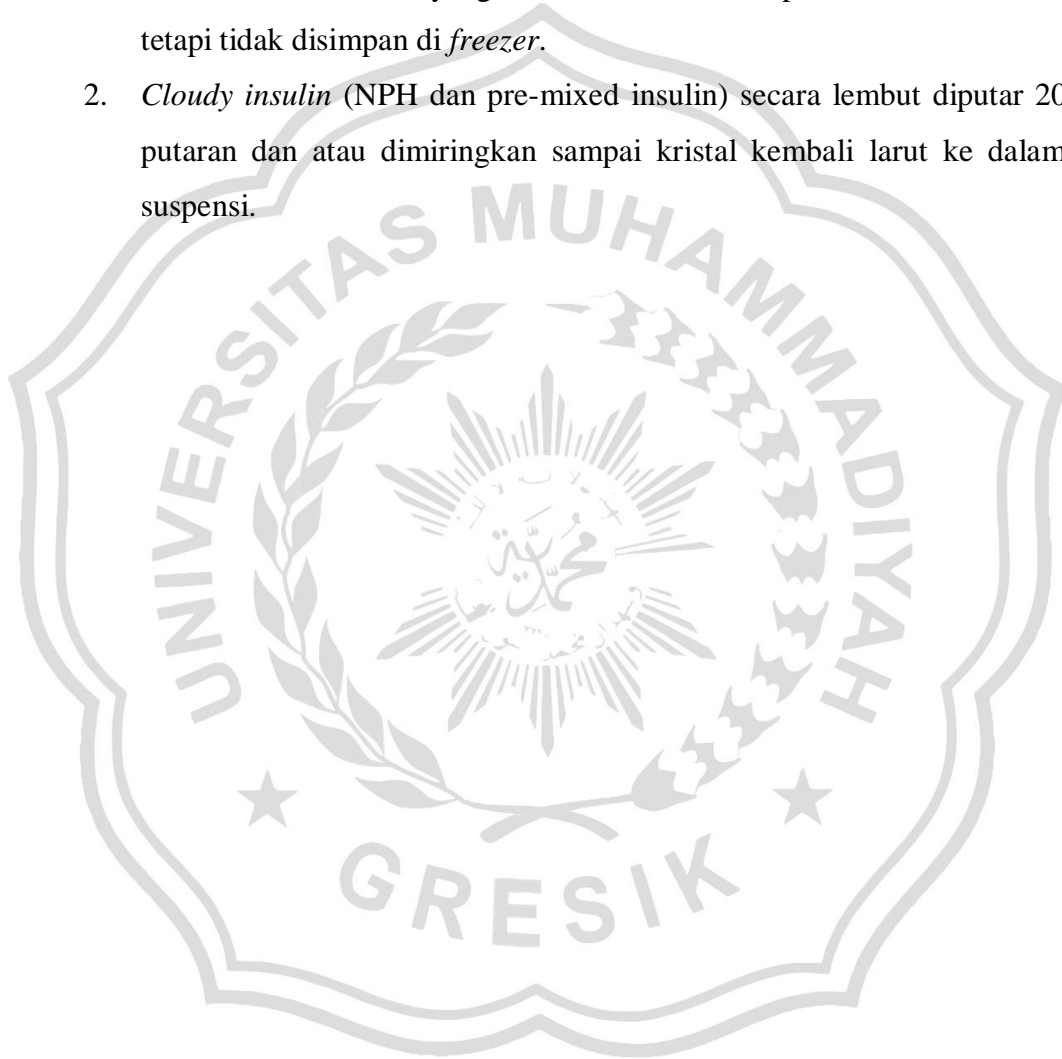 tetapi tidak disimpan di freezer.
2. Cloudy insulin (NPH dan pre-mixed insulin) secara lembut diputar 20
putaran dan atau dimiringkan sampai kristal kembali larut ke dalam
suspensi.
UNIVERSITAS MUHAMMADIYAH
محمد
GRESIK